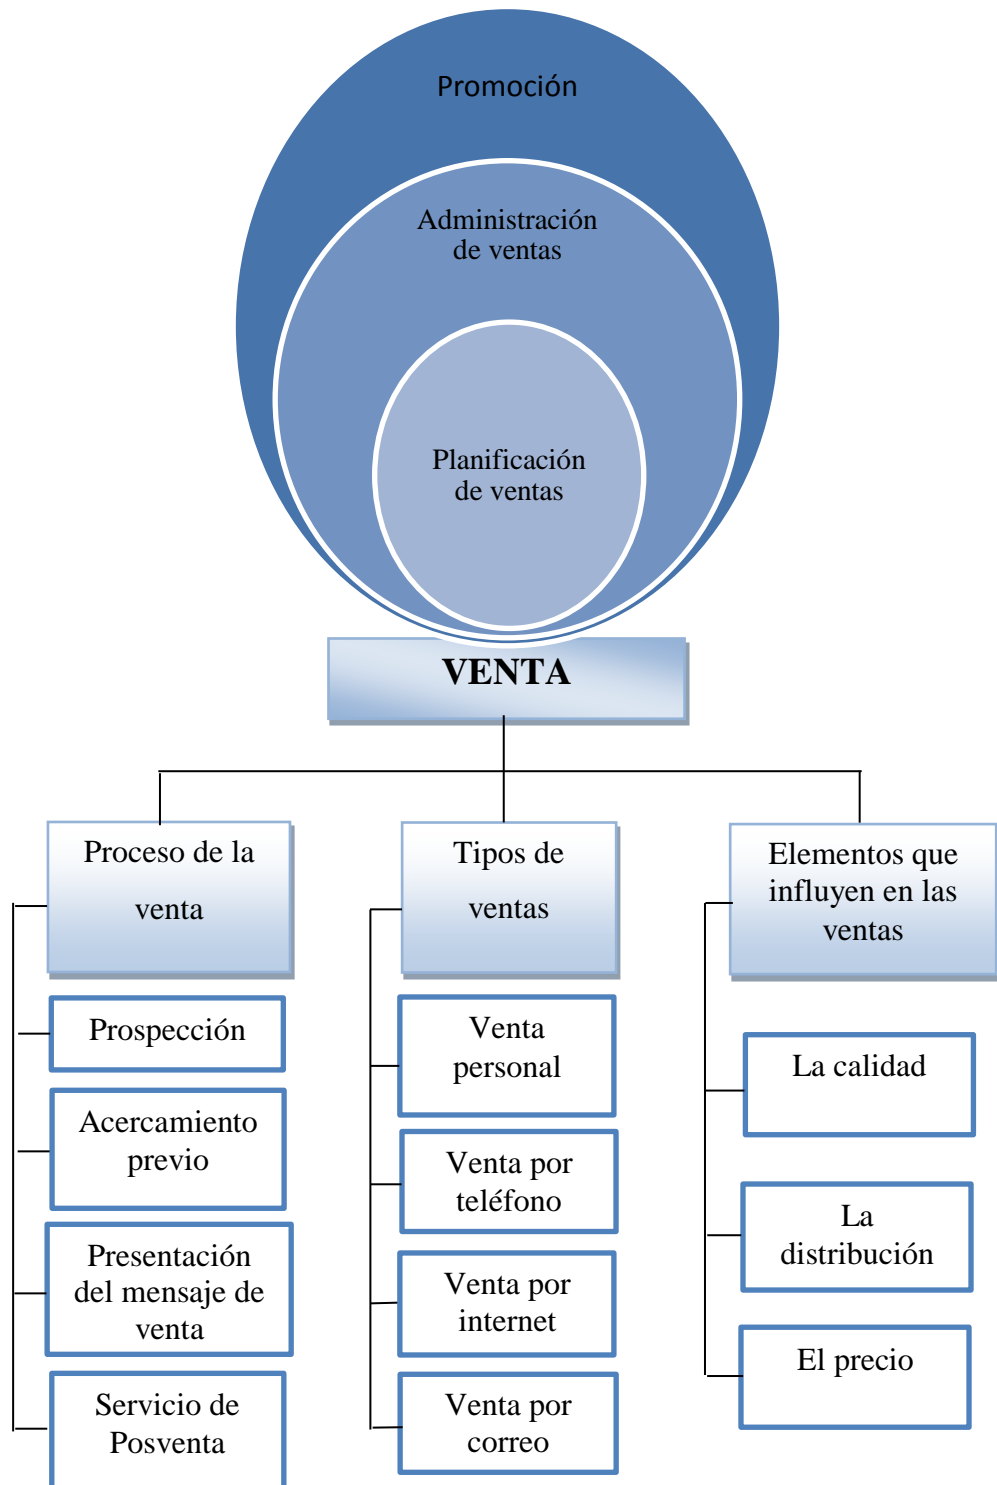 Promoción
Administración
de ventas
Planificación
de ventas
VENTA
Proceso de la
venta
Prospección
Acercamiento
previo
Presentación
del mensaje de
venta
Servicio de
Posventa
Tipos de
ventas
Venta
personal
Venta por
teléfono
Venta por
internet
Venta por
correo
Elementos que
influyen en las
ventas
La calidad
La
distribución
El precio